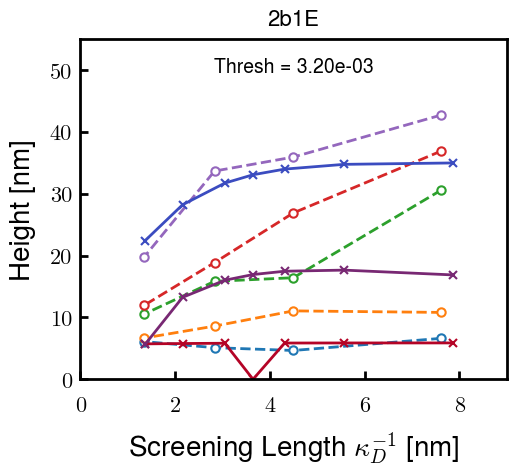 2b1E
Thresh = 3.20e-03
50
40
30
20
10
0
Height [nm]
0 2 4 6 8
Screening Length κ_D^{-1} [nm]